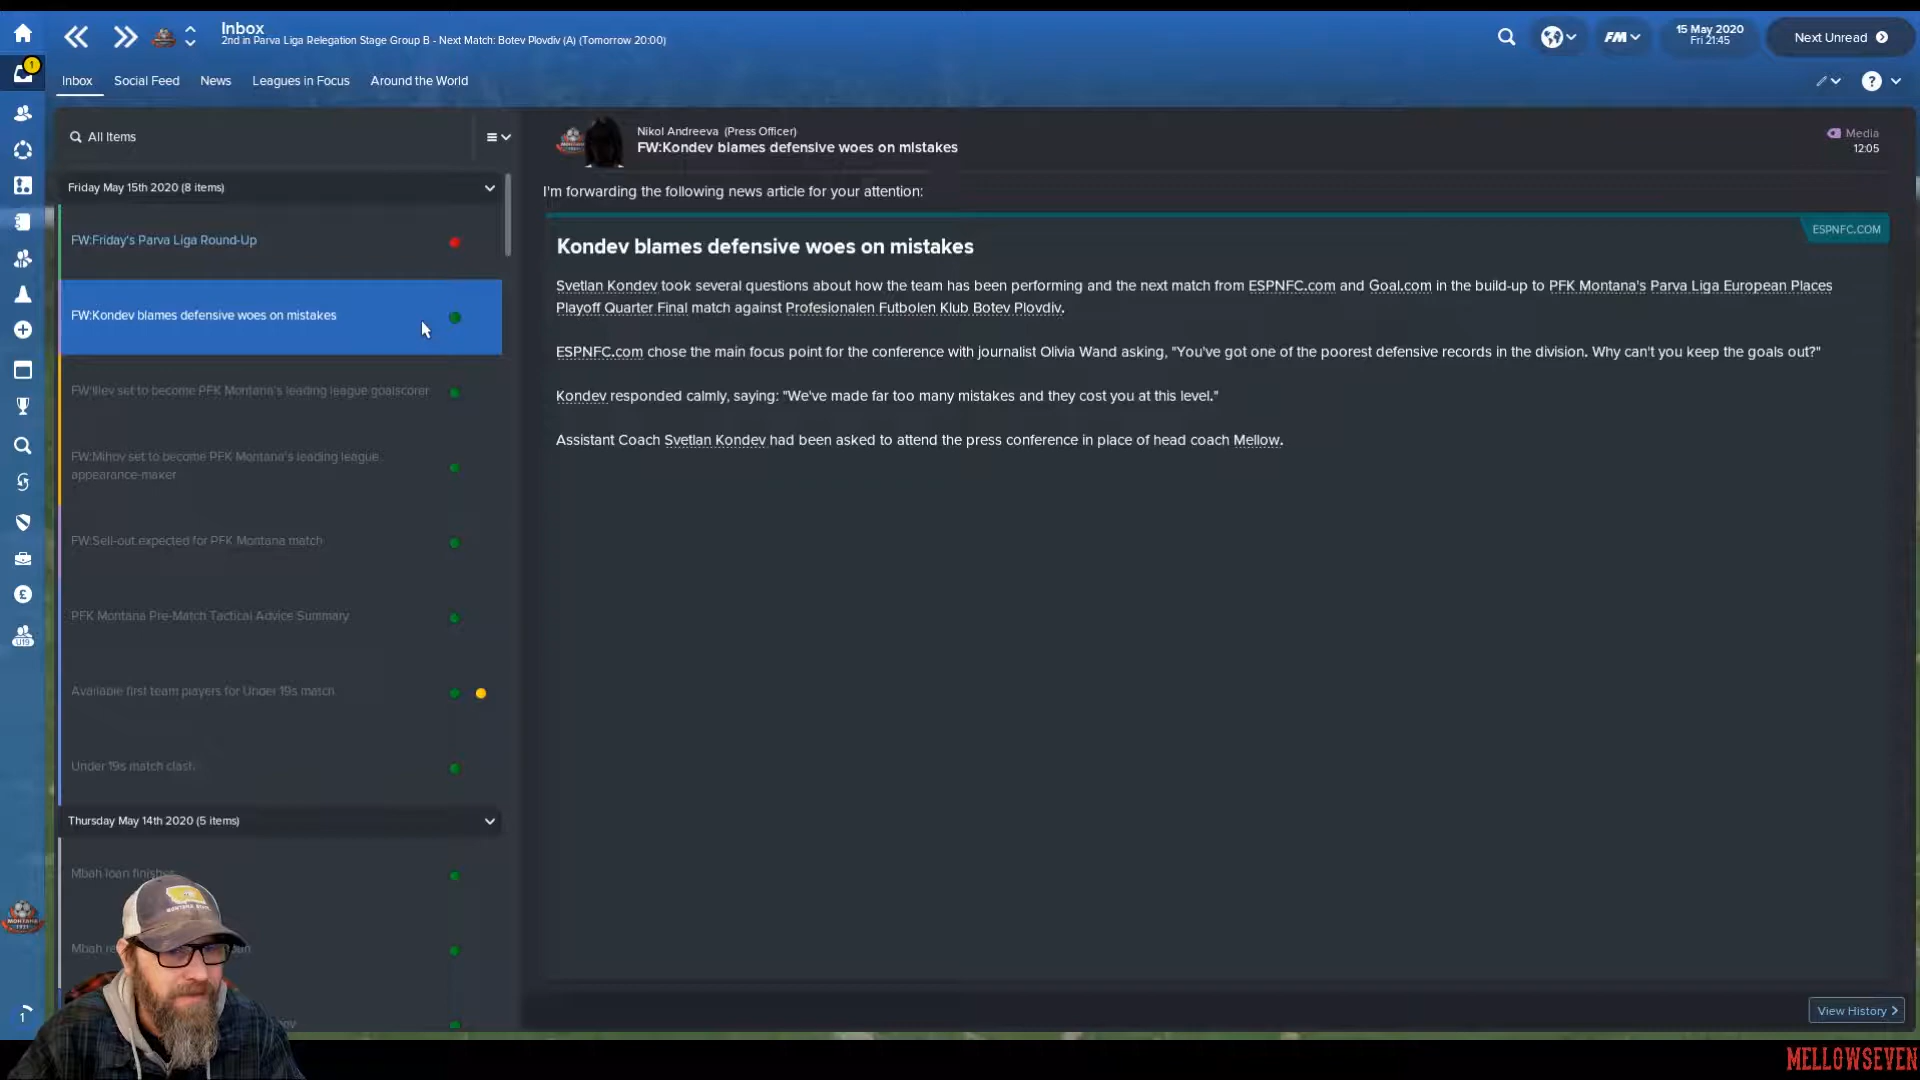 Inbox
2nd in Parva Liga Relegation Stage Group B - Next Match: Botev Plovdiv (A) (Tomorrow 20:00)
FM
15 May 2020
Fri 21:45
Next Unread
1
Inbox
Social Feed
News
Leagues in Focus
Around the World
?
All Items
Friday May 15th 2020 (8 items)
FW:Friday's Parva Liga Round-Up
FW:Kondev blames defensive woes on mistakes
FW:Iliev set to become PFK Montana's leading league goalscorer
FW:Mihov set to become PFK Montana's leading league
appearance-maker
FW:Sell-out expected for PFK Montana match
PFK Montana Pre-Match Tactical Advice Summary
Available first team players for Under 19s match
Under 19s match clash
Thursday May 14th 2020 (5 items)
Mbah loan finishe
Mbah re
Nikol Andreeva (Press Officer)
FW:Kondev blames defensive woes on mistakes
Media
12:05
I'm forwarding the following news article for your attention:
ESPNFC.COM
Kondev blames defensive woes on mistakes
Svetlan Kondev took several questions about how the team has been performing and the next match from ESPNFC.com and Goal.com in the build-up to PFK Montana's Parva Liga European Places
Playoff Quarter Final match against Profesionalen Futbolen Klub Botev Plovdiv.
ESPNFC.com chose the main focus point for the conference with journalist Olivia Wand asking, "You've got one of the poorest defensive records in the division. Why can't you keep the goals out?"
Kondev responded calmly, saying: "We've made far too many mistakes and they cost you at this level."
Assistant Coach Svetlan Kondev had been asked to attend the press conference in place of head coach Mellow.
View History
U19
MONTANA
1921
1
MELLOWSEVEN